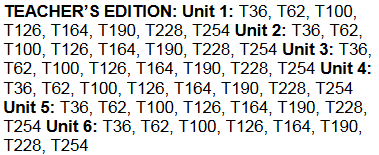 TEACHER’S EDITION: Unit 1: T36, T62, T100,
T126, T164, T190, T228, T254 Unit 2: T36, T62,
T100, T126, T164, T190, T228, T254 Unit 3: T36,
T62, T100, T126, T164, T190, T228, T254 Unit 4:
T36, T62, T100, T126, T164, T190, T228, T254
Unit 5: T36, T62, T100, T126, T164, T190, T228,
T254 Unit 6: T36, T62, T100, T126, T164, T190,
T228, T254